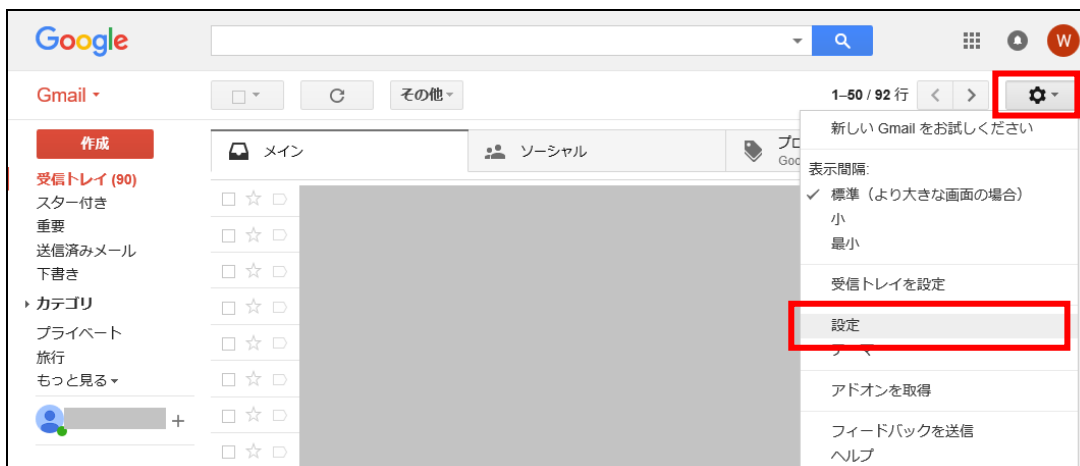 Google
W
Gmail
その他
1–50 / 92 行
作成
メイン
ソーシャル
プロ
Goo
受信トレイ (90)
スター付き
重要
送信済みメール
下書き
カテゴリ
プライベート
旅行
もっと見る
新しい Gmail をお試しください
表示間隔:
標準（より大きな画面の場合）
小
最小
受信トレイを設定
設定
テーマ
アドオンを取得
フィードバックを送信
ヘルプ